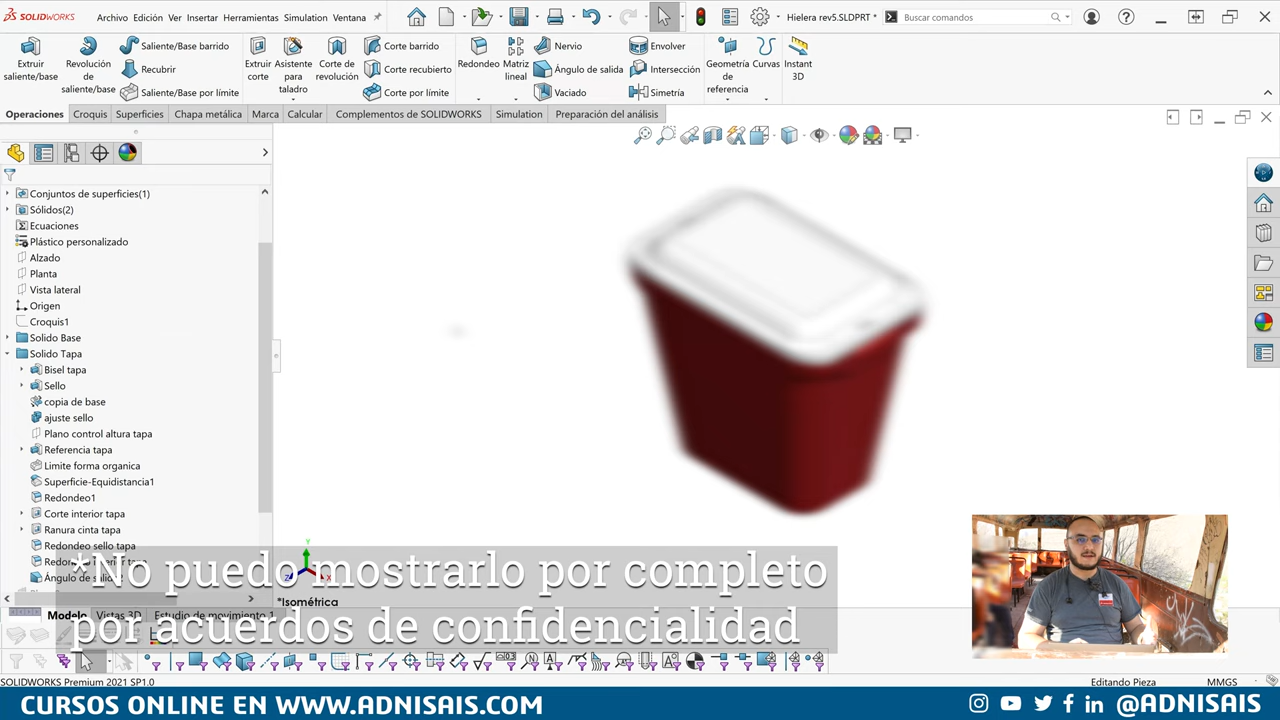 SOLIDWORKS
Archivo Edición Ver Insertar Herramientas Simulation Ventana
Hielera rev5.SLDPRT *
Buscar comandos
Extruir saliente/base
Revolución de saliente/base
Saliente/Base barrido
Recubrir
Saliente/Base por límite
Extruir corte
Asistente para taladro
Corte de revolución
Corte barrido
Corte recubierto
Corte por límite
Redondeo
Matriz lineal
Nervio
Ángulo de salida
Vaciado
Envolver
Intersección
Simetría
Geometría de referencia
Curvas
Instant 3D
Operaciones Croquis Superficies Chapa metálica Marca Calcular Complementos de SOLIDWORKS Simulation Preparación del análisis
Conjuntos de superficies(1)
Sólidos(2)
Ecuaciones
Plástico personalizado
Alzado
Planta
Vista lateral
Origen
Croquis1
Solido Base
Solido Tapa
Bisel tapa
Sello
copia de base
ajuste sello
Plano control altura tapa
Referencia tapa
Limite forma organica
Superficie-Equidistancia1
Redondeo1
Corte interior tapa
Ranura cinta tapa
Redondeo sello tapa
*No puedo mostrarlo por completo
por acuerdos de confidencialidad
Y
Z
X
*Isométrica
Modelo Vistas 3D Estudio de movimiento 1
SOLIDWORKS Premium 2021 SP1.0
Editando Pieza
MMGS
CURSOS ONLINE EN WWW.ADNISAIS.COM
@ADNISAIS